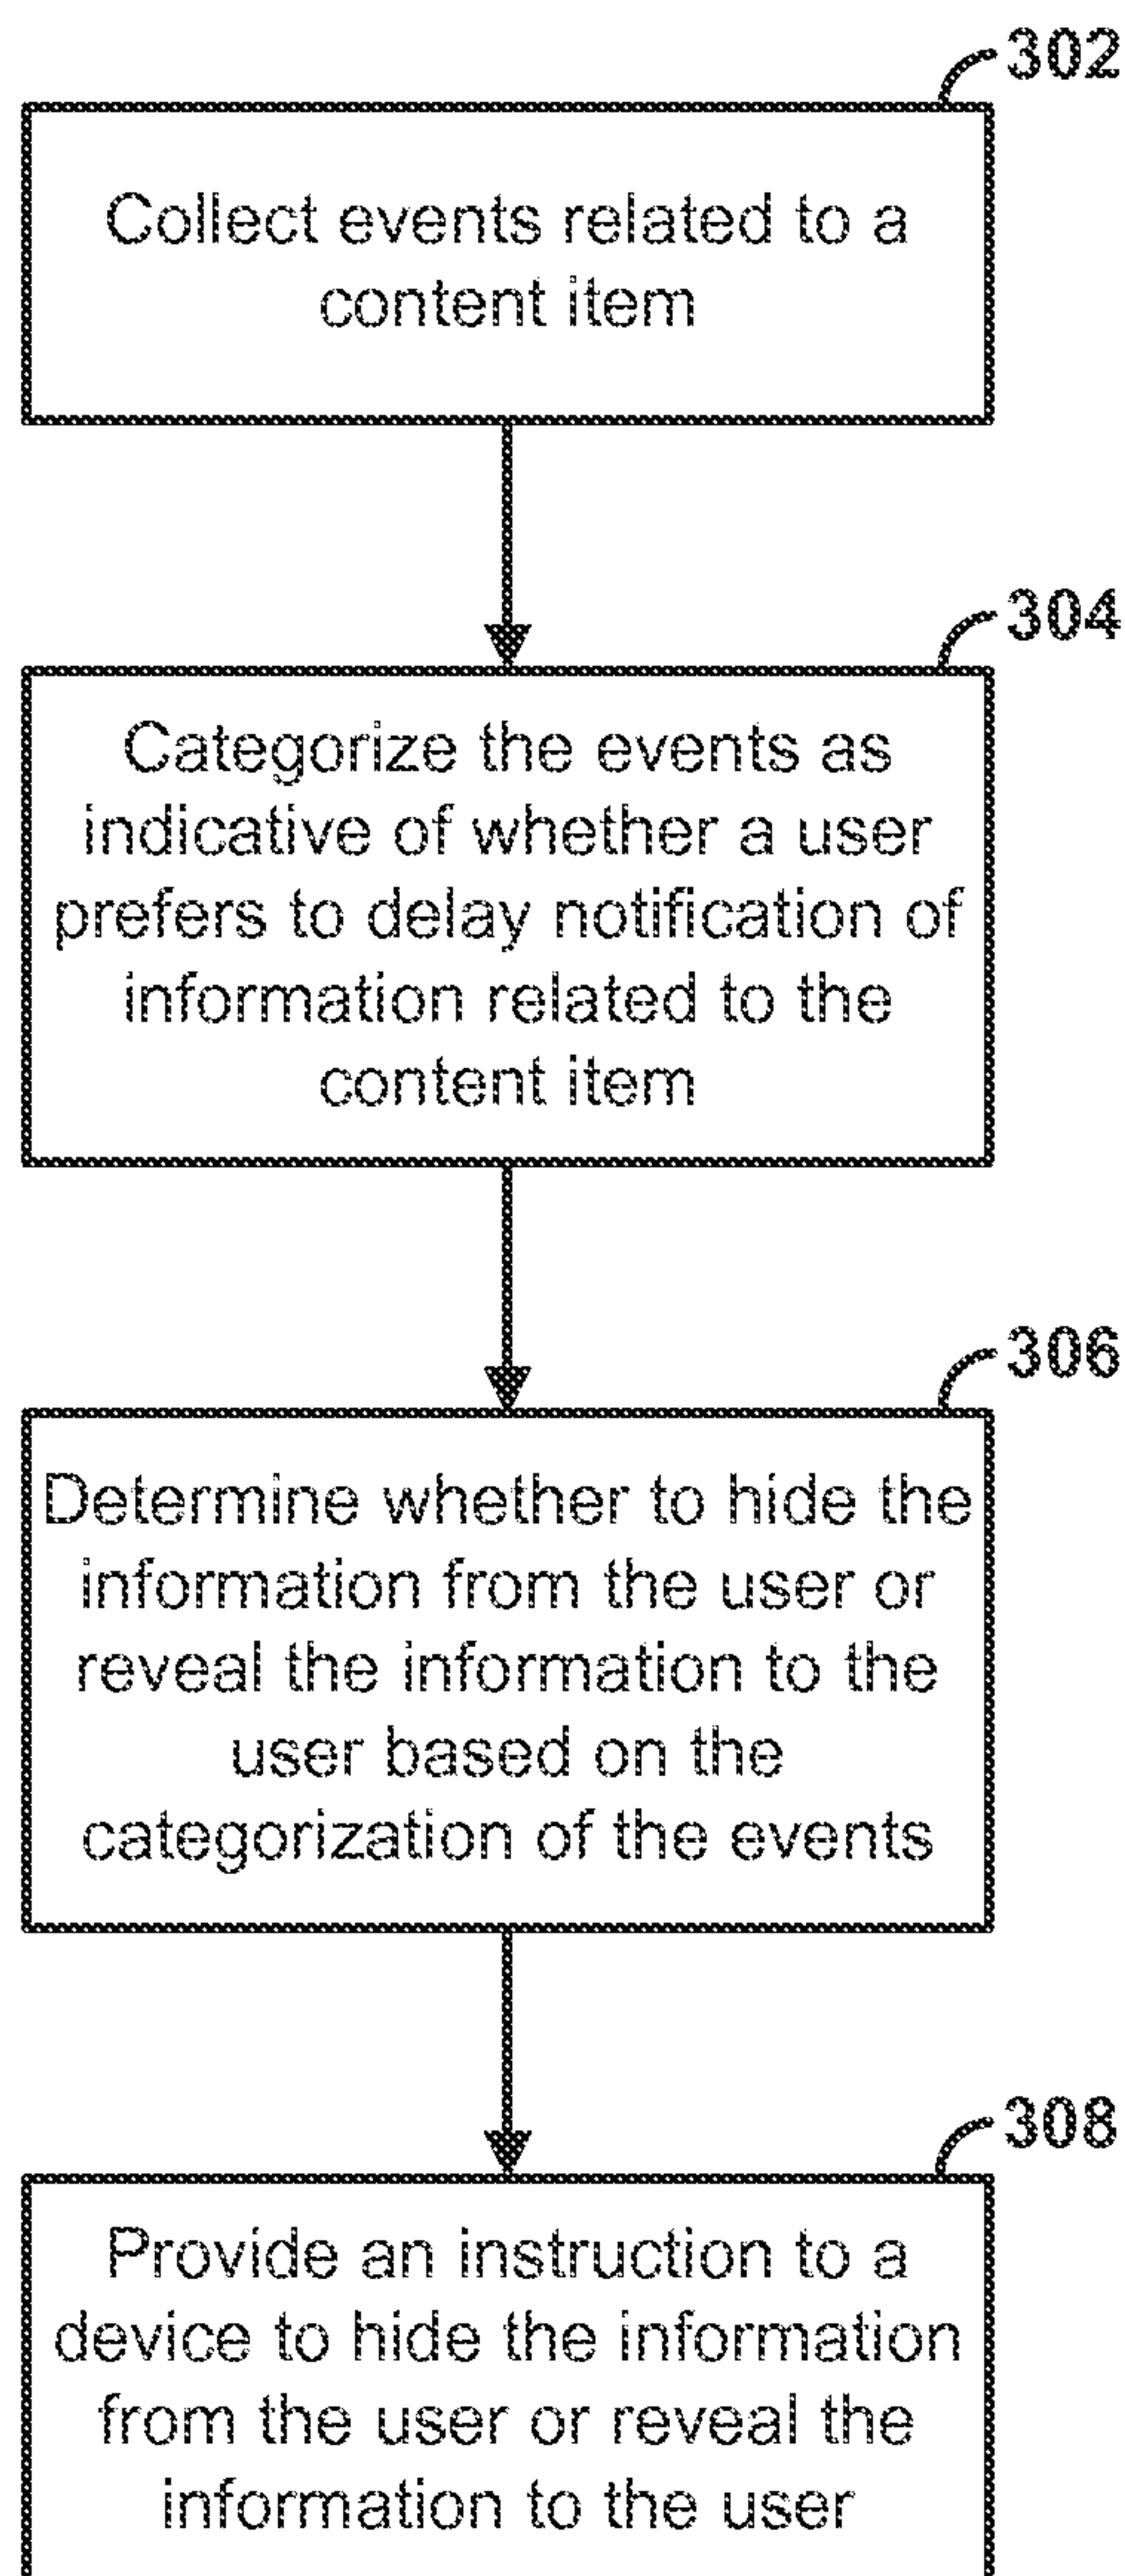 302
Collect events related to a
content item
304
Categorize the events as
indicative of whether a user
prefers to delay notification of
information related to the
content item
306
Determine whether to hide the
information from the user or
reveal the information to the
user based on the
categorization of the events
308
Provide an instruction to a
device to hide the information
from the user or reveal the
information to the user